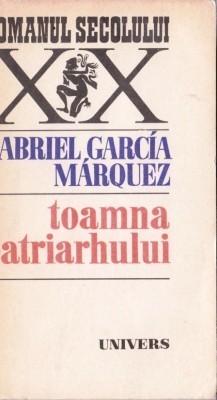 OMANUL SECOLULUI
XX
ABRIEL GARCÍA
MÁRQUEZ
toamna
atriarhului
UNIVERS